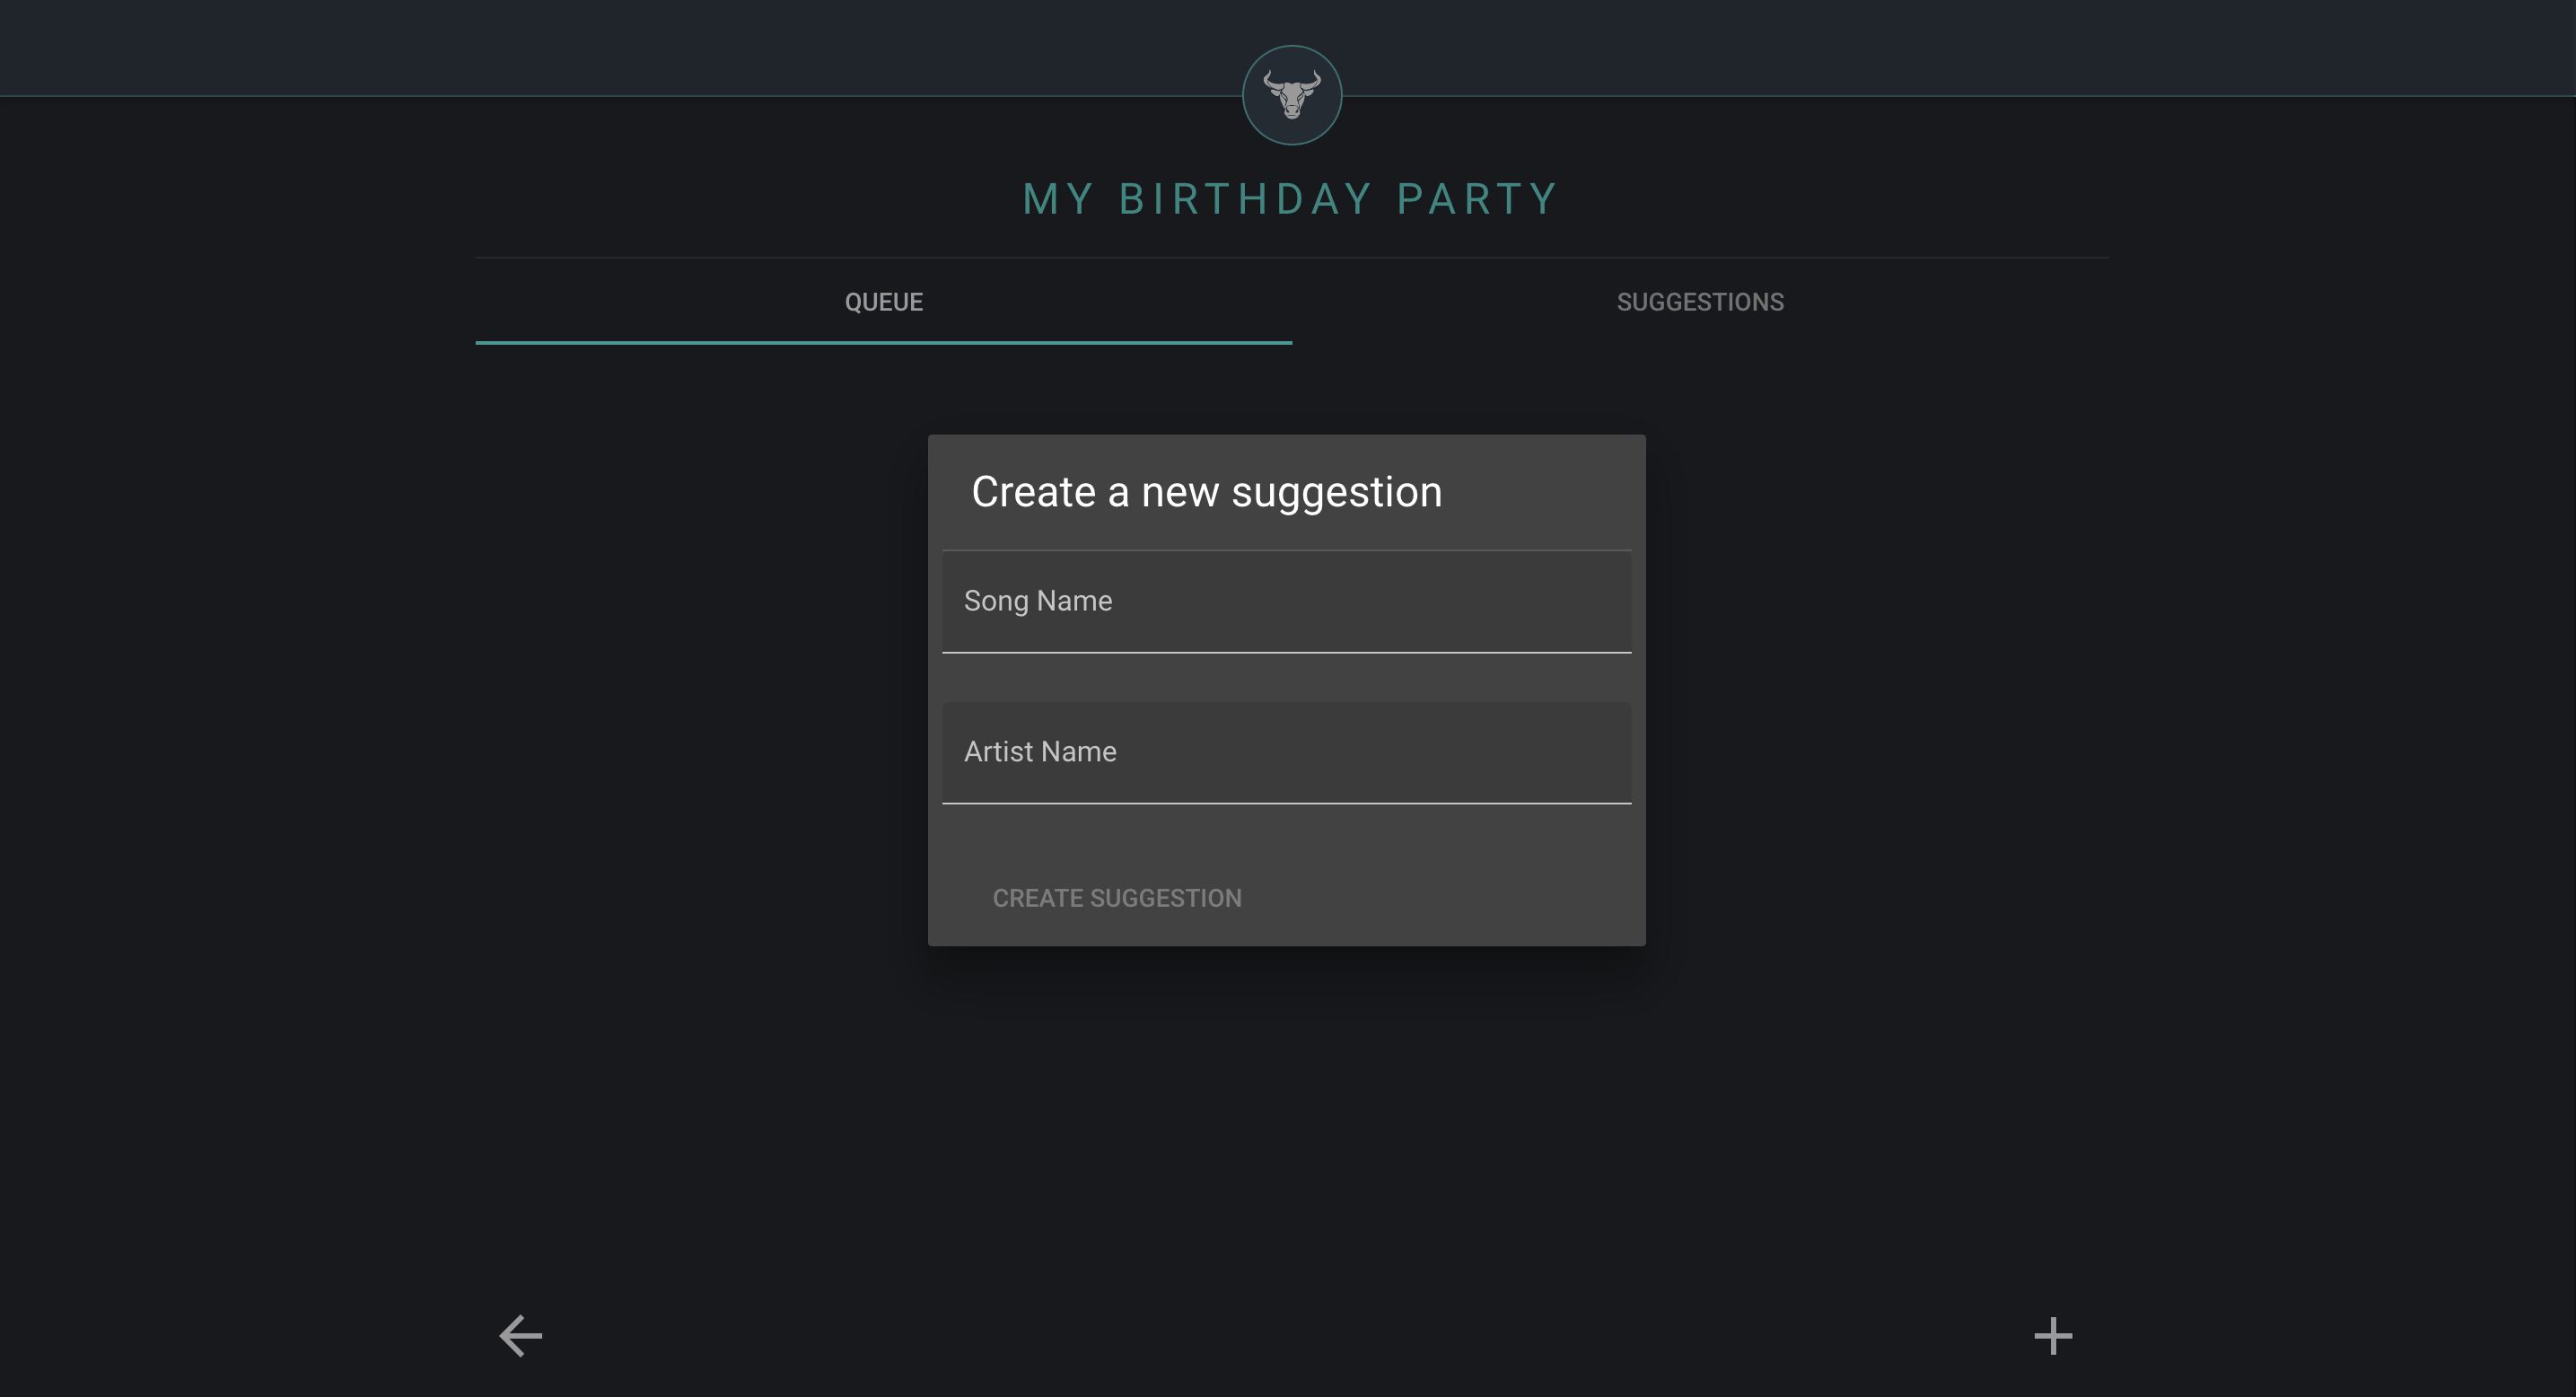 MY BIRTHDAY PARTY
QUEUE
SUGGESTIONS
Create a new suggestion
Song Name
Artist Name
CREATE SUGGESTION